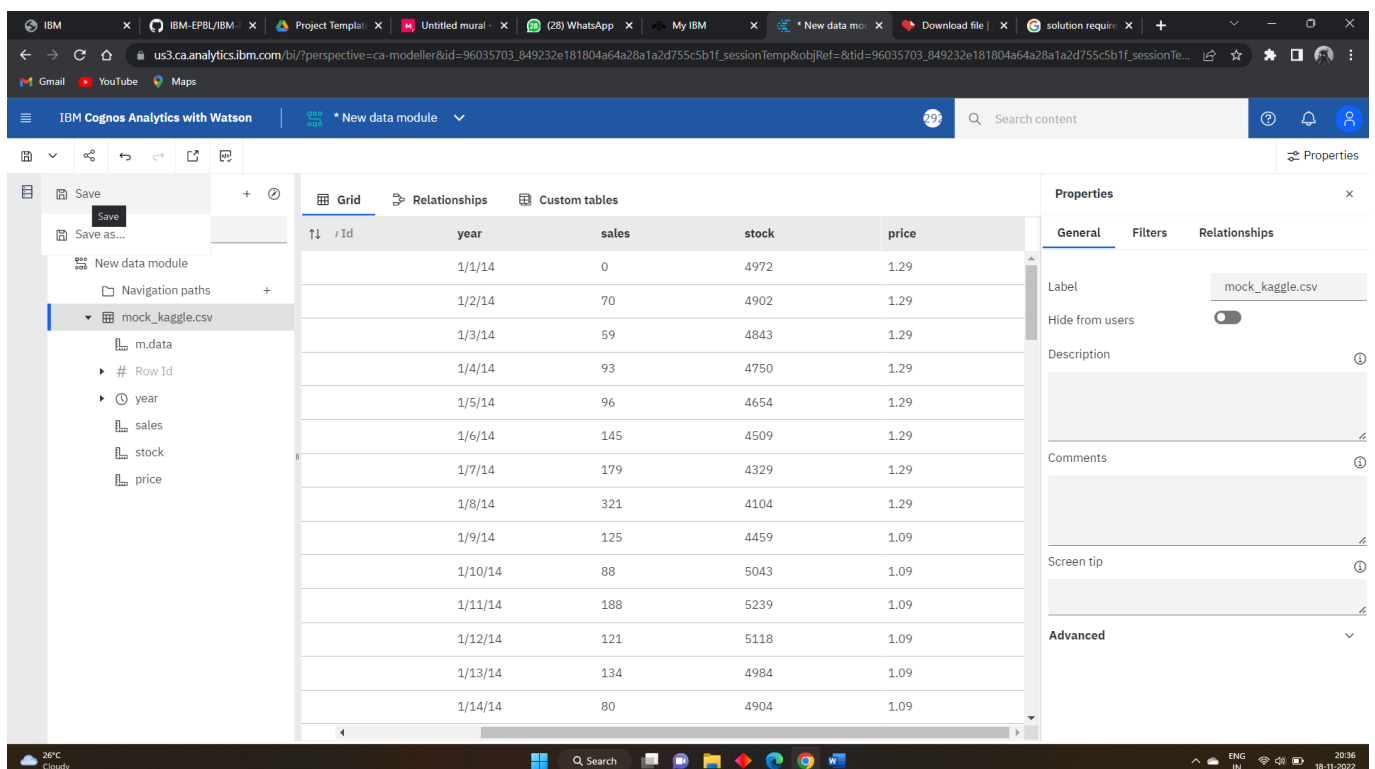 IBM
IBM-EPBL/IBM-
Project Templat
Untitled mural -
(28) WhatsApp
My IBM
* New data mo
Download file |
solution require
us3.ca.analytics.ibm.com/bi/?perspective=ca-modeller&id=96035703_849232e181804a64a28a1a2d755c5b1f_sessionTemp&objRef=&tid=96035703_849232e181804a64a28a1a2d755c5b1f_sessionTe...
Gmail YouTube Maps
IBM Cognos Analytics with Watson
* New data module
292
Search content
Properties
Save
Save
Save as...
New data module
Navigation paths
mock_kaggle.csv
m.data
# Row Id
year
sales
stock
price
Grid Relationships Custom tables
Id year sales stock price
1/1/14 0 4972 1.29
1/2/14 70 4902 1.29
1/3/14 59 4843 1.29
1/4/14 93 4750 1.29
1/5/14 96 4654 1.29
1/6/14 145 4509 1.29
1/7/14 179 4329 1.29
1/8/14 321 4104 1.29
1/9/14 125 4459 1.09
1/10/14 88 5043 1.09
1/11/14 188 5239 1.09
1/12/14 121 5118 1.09
1/13/14 134 4984 1.09
1/14/14 80 4904 1.09
Properties
General Filters Relationships
Label mock_kaggle.csv
Hide from users
Description
Comments
Screen tip
Advanced
26°C
Cloudy
Search
ENG
IN
20:36
18-11-2022